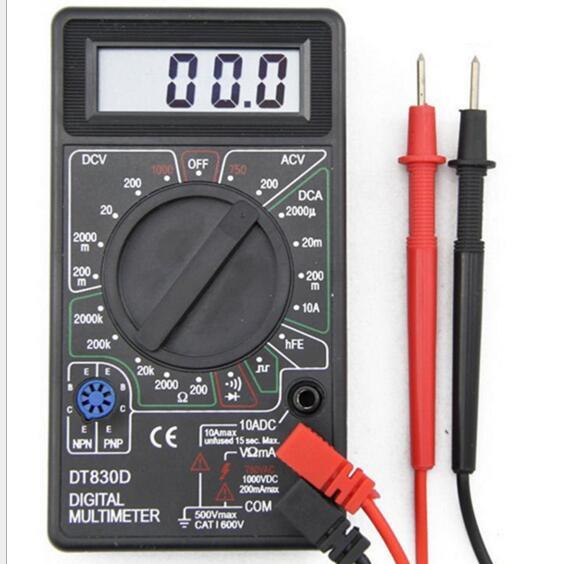 00.0
DCV
1000
OFF
750
ACV
200
200
DCA
20
2000μ
2000
m
20m
200
m
200
m
2000k
10A
200k
hFE
20k
2000
Ω
200
E E
B B
C C
E E
NPN PNP
CE
10Amax
unfused 15 sec. Max.
10ADC
VΩmA
750VAC
1000VDC
200mAmax
DT830D
DIGITAL
MULTIMETER
COM
500Vmax
CAT I 600V